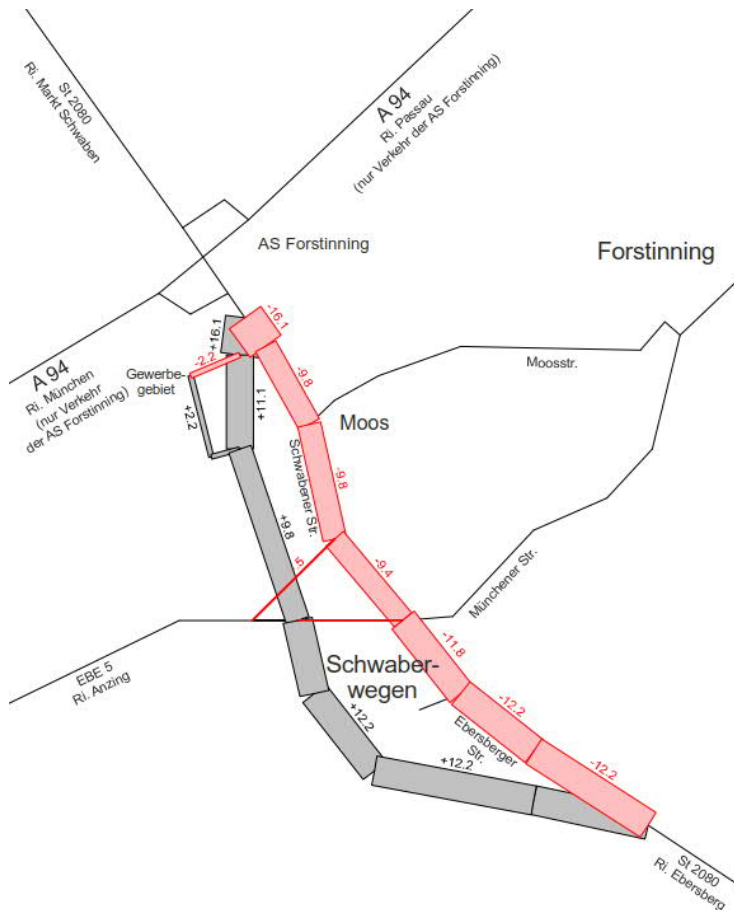 St 2080
Ri. Markt Schwaben
A 94
Ri. Passau
(nur Verkehr der AS Forstinning)
AS Forstinning
Forstinning
-16.1
+16.1
-2.2
Gewerbe-
gebiet
A 94
Ri. München
(nur Verkehr
der AS Forstinning)
+2.2
+11.1
-9.8
Moosstr.
Moos
Schwabener Str.
-9.8
+9.8
.5
-9.4
Münchener Str.
EBE 5
Ri. Anzing
Schwaber-
wegen
-11.8
+12.2
Ebersberger
Str.
-12.2
+12.2
-12.2
St 2080
Ri. Ebersberg